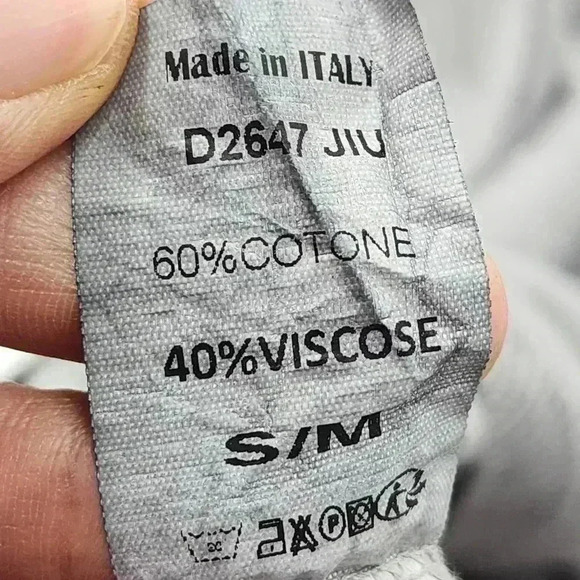 Made in ITALY
D2647 JIU
60%COTONE
40%VISCOSE
S/M
P